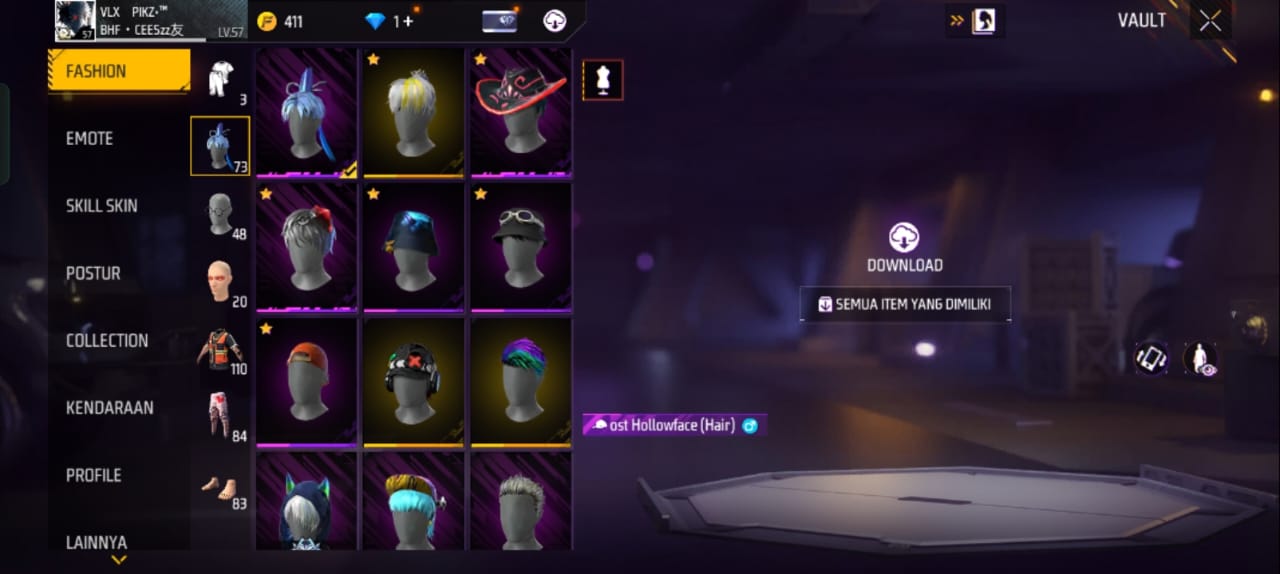 VLX PIKZ•™
BHF • CEE5zz友
57
LV.57
411
1+
VAULT
FASHION
EMOTE
SKILL SKIN
POSTUR
COLLECTION
KENDARAAN
PROFILE
LAINNYA
3
73
48
20
110
84
83
DOWNLOAD
SEMUA ITEM YANG DIMILIKI
ost Hollowface (Hair)